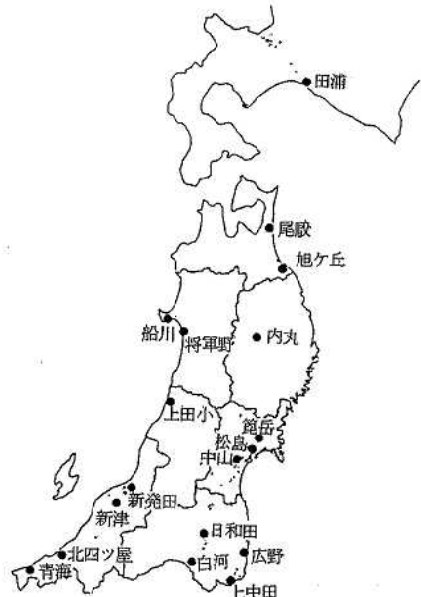 田浦
尾駮
旭ケ丘
船川
将軍野
内丸
上田小
箆岳
松島
中山
新発田
新津
日和田
北四ッ屋
白河
広野
青海
上中田